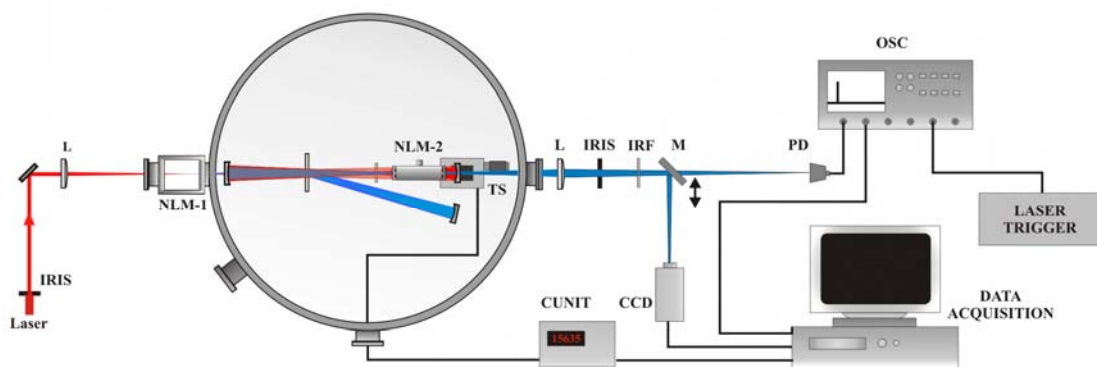 OSC
L
NLM-2
L
IRIS
IRF
M
PD
TS
NLM-1
LASER
TRIGGER
IRIS
Laser
CUNIT
CCD
DATA
ACQUISITION
15635